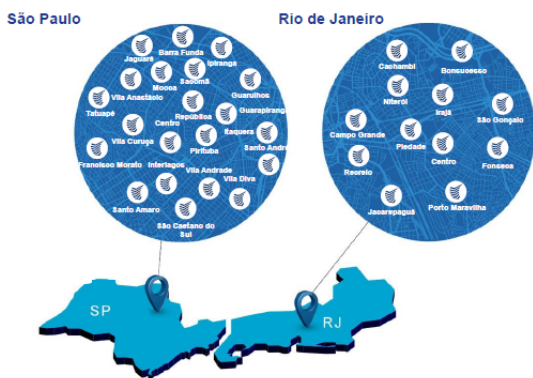 São Paulo
Rio de Janeiro
Barra Funda
Jaguaré
Ipiranga
Mooca
Sacomã
Vila Anastácio
Guarulhos
Tatuapé
República
Guarapiranga
Centro
Vila Curuça
Pirituba
Itaquera
Santo André
Francisco Morato
Interlagos
Vila Andrade
Vila Diva
Santo Amaro
São Caetano do
Sul
Cachambi
Bonsucesso
Niterói
Irajá
São Gonçalo
Campo Grande
Piedade
Centro
Fonseca
Recreio
Jacarepaguá
Porto Maravilha
SP
RJ